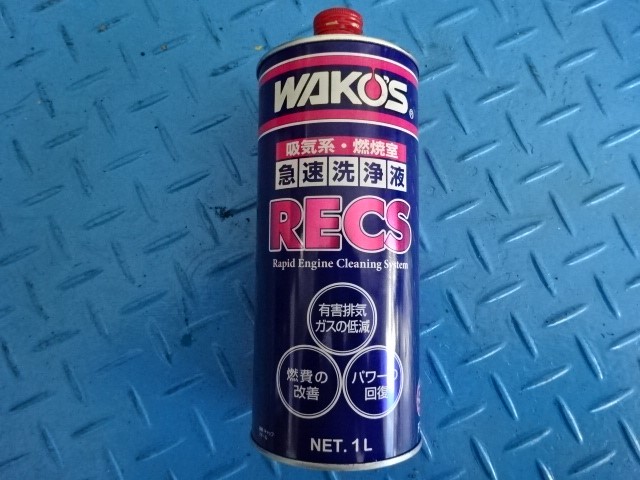 WAKO'S®
吸気系・燃焼室
急速洗浄液
RECS
Rapid Engine Cleaning System
有害排気
ガスの低減
燃費の
改善
パワーの
回復
NET. 1L